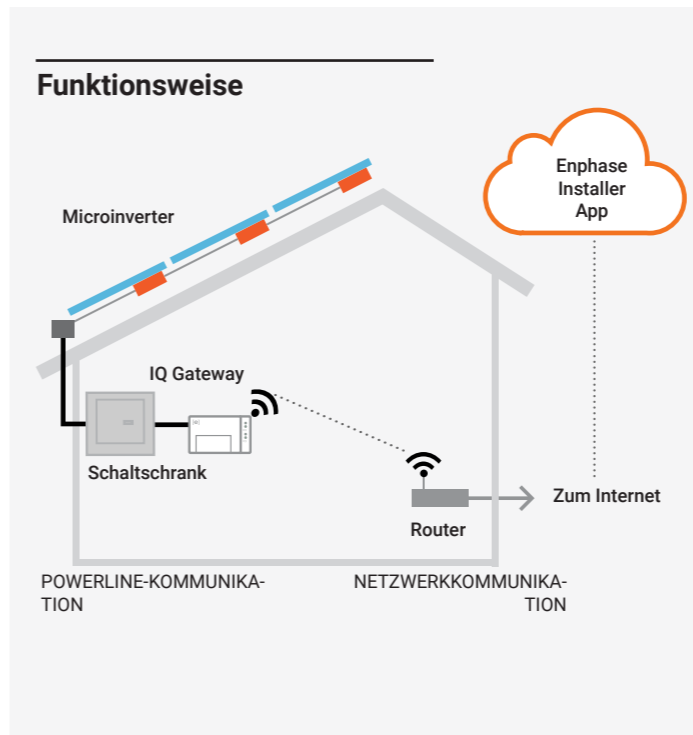 Funktionsweise
Enphase
Installer
App
Microinverter
IQ Gateway
Schaltschrank
Zum Internet
Router
POWERLINE-KOMMUNIKA-
TION
NETZWERKKOMMUNIKA-
TION